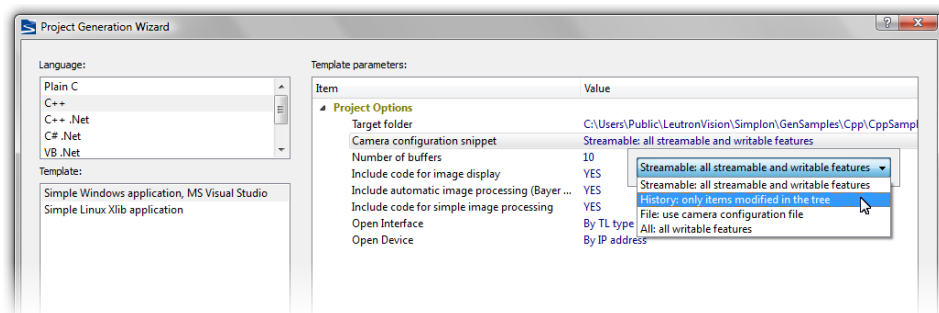 Project Generation Wizard
Language:
Plain C
C++
C++ .Net
C# .Net
VB .Net
Template:
Simple Windows application, MS Visual Studio
Simple Linux Xlib application
Template parameters:
Item Value
Project Options
Target folder C:\Users\Public\LeutronVision\Simplon\GenSamples\Cpp\CppSampl
Camera configuration snippet Streamable: all streamable and writable features
Number of buffers 10
Include code for image display YES
Include automatic image processing (Bayer ... YES
Include code for simple image processing YES
Open Interface By TL type
Open Device By IP address
Streamable: all streamable and writable features
Streamable: all streamable and writable features
History: only items modified in the tree
File: use camera configuration file
All: all writable features